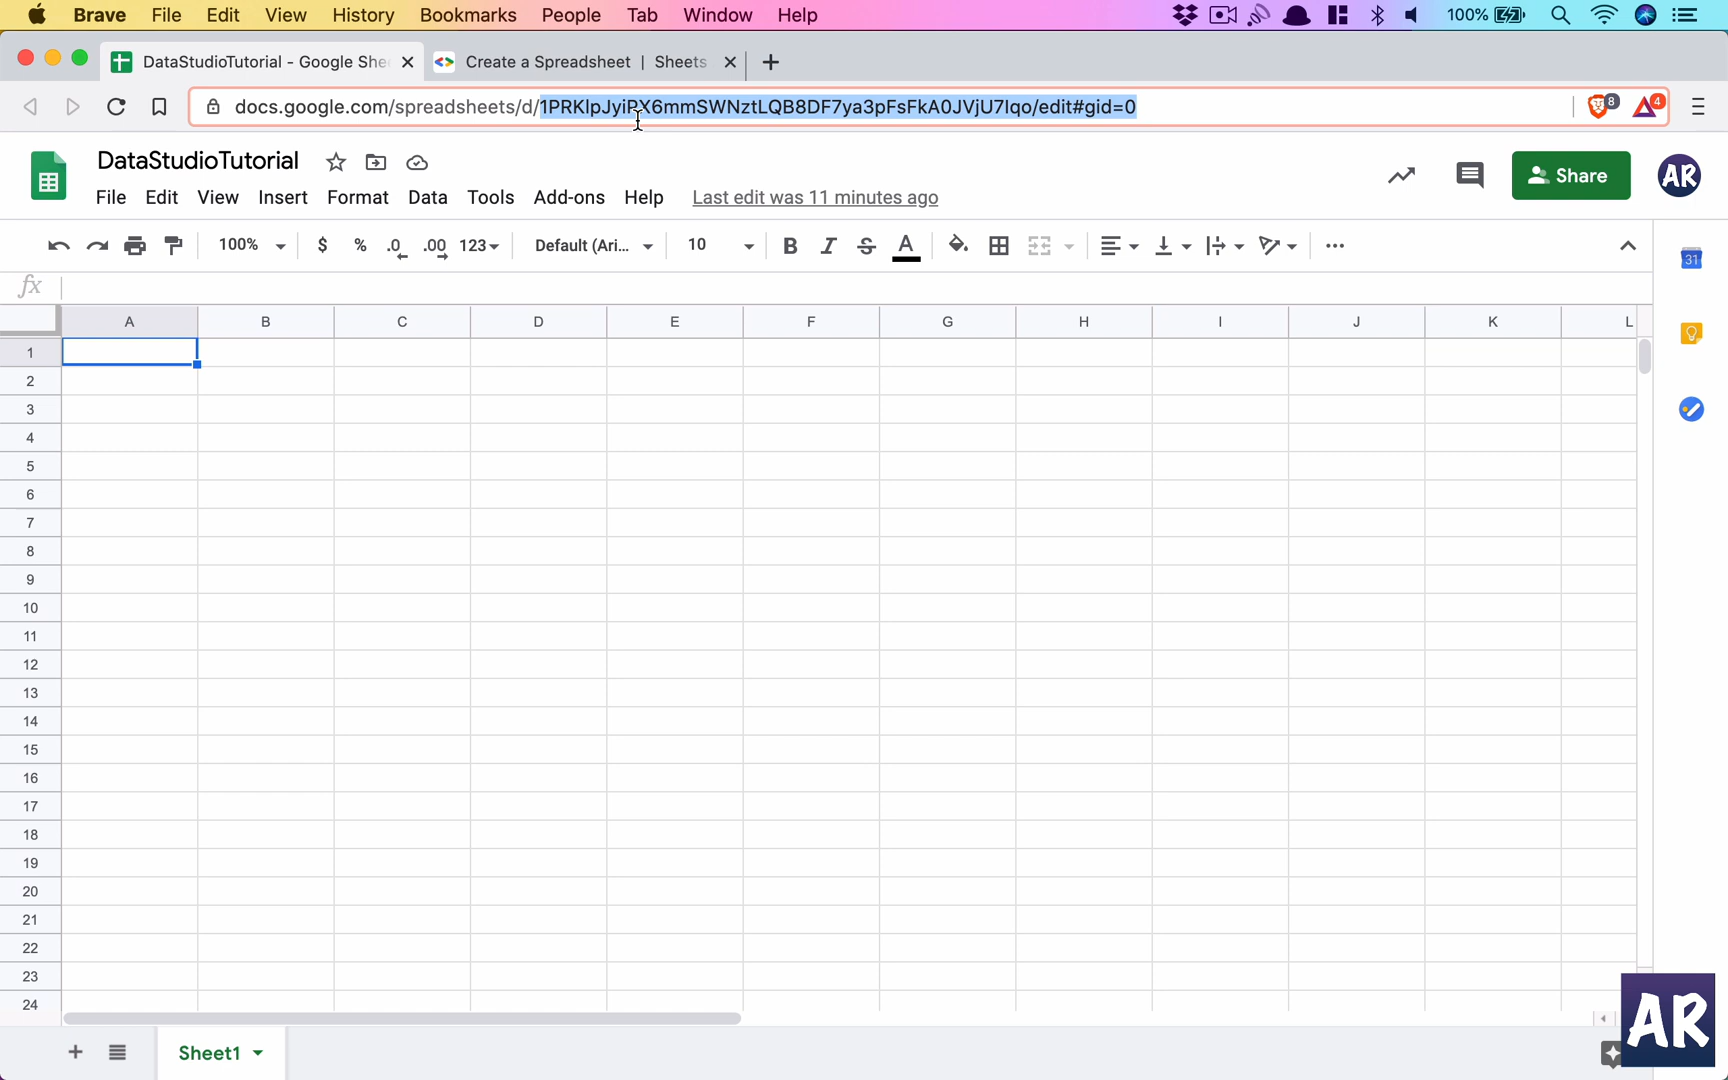 Brave File Edit View History Bookmarks People Tab Window Help 100%
DataStudioTutorial - Google She Create a Spreadsheet | Sheets
docs.google.com/spreadsheets/d/1PRKlpJyiPX6mmSWNztLQB8DF7ya3pFsFkA0JVjU7Iqo/edit#gid=0 8 4
DataStudioTutorial
Share AR
File Edit View Insert Format Data Tools Add-ons Help Last edit was 11 minutes ago
100% $ % .0 .00 123 Default (Ari... 10 B I S A ...
31
fx
A B C D E F G H I J K L
1
2
3
4
5
6
7
8
9
10
11
12
13
14
15
16
17
18
19
20
21
22
23
24
AR
+ Sheet1